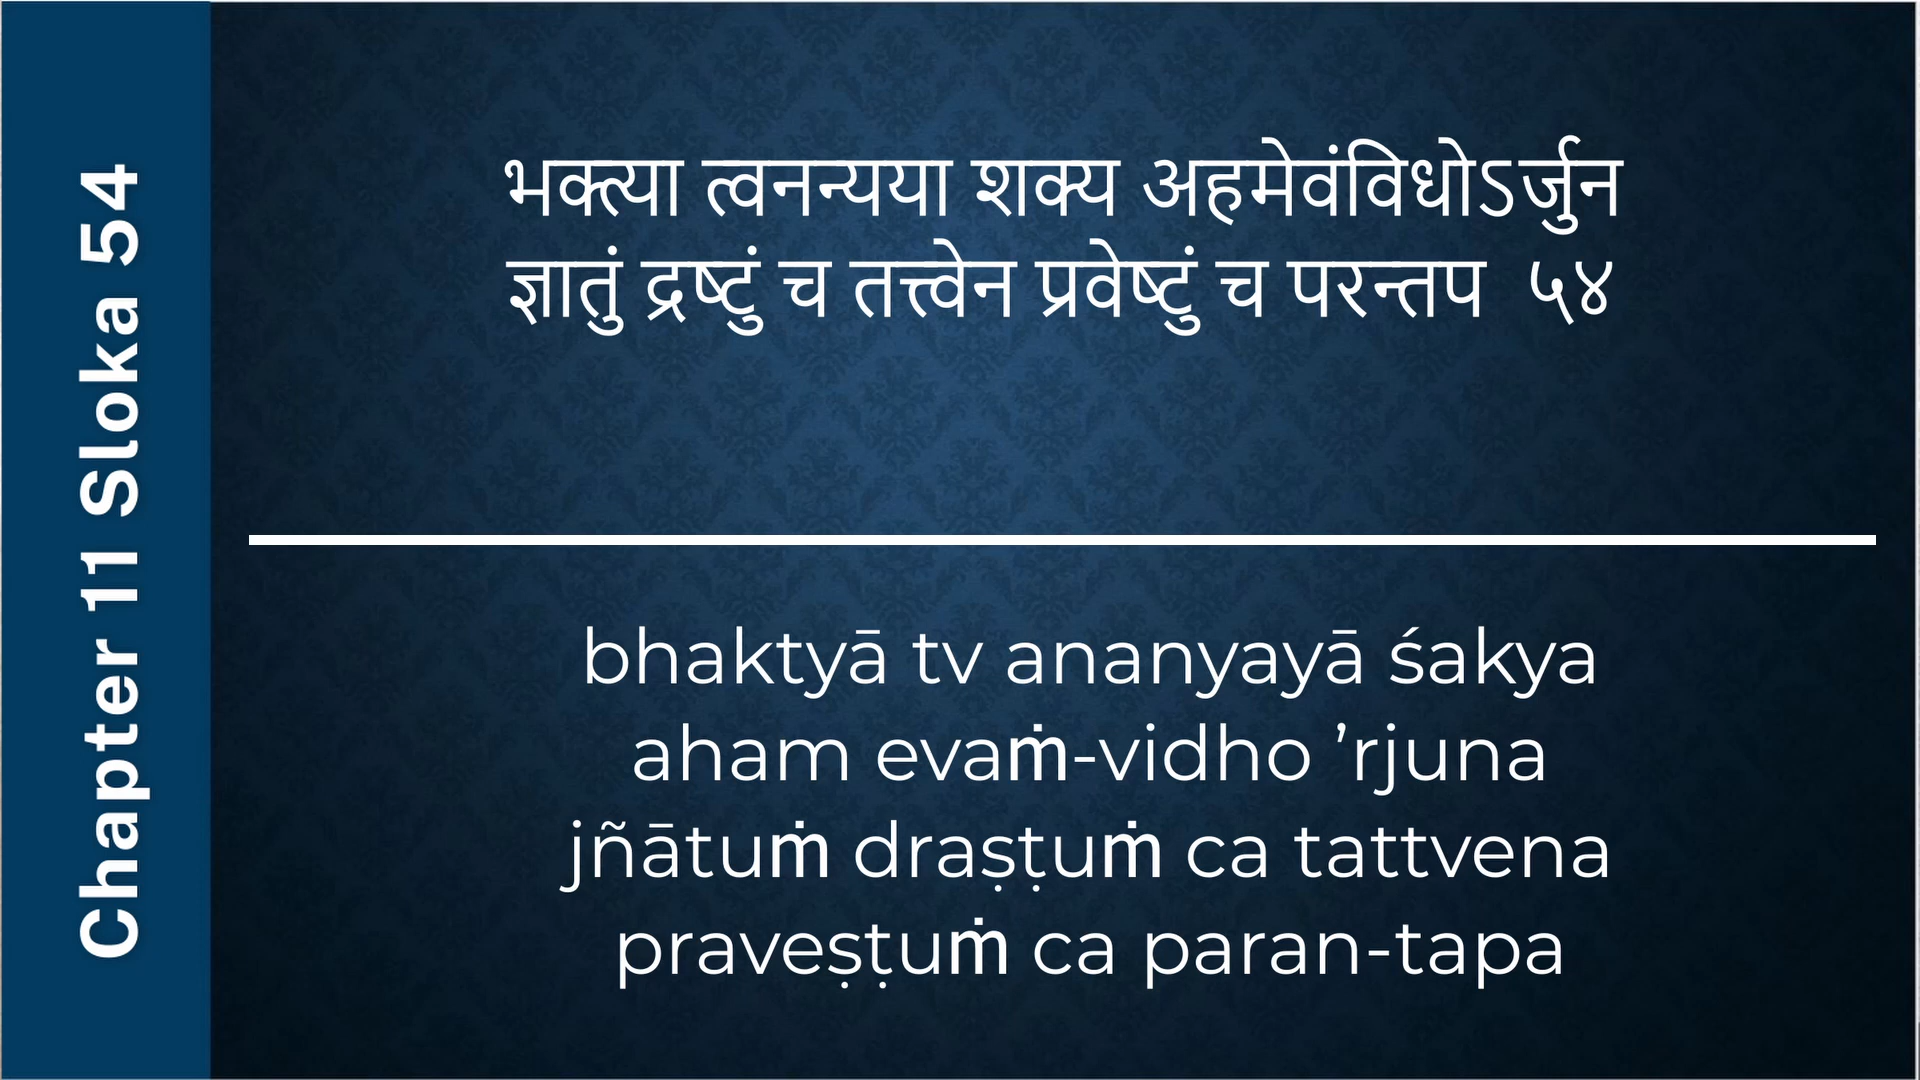 Chapter 11 Sloka 54
भक्त्या त्वनन्यया शक्य अहमेवंविधोऽर्जुन
ज्ञातुं द्रष्टुं च तत्त्वेन प्रवेष्टुं च परन्तप ५४
bhaktyā tv ananyayā śakya
aham evaṁ-vidho ’rjuna
jñātuṁ draṣṭuṁ ca tattvena
praveṣṭuṁ ca paran-tapa